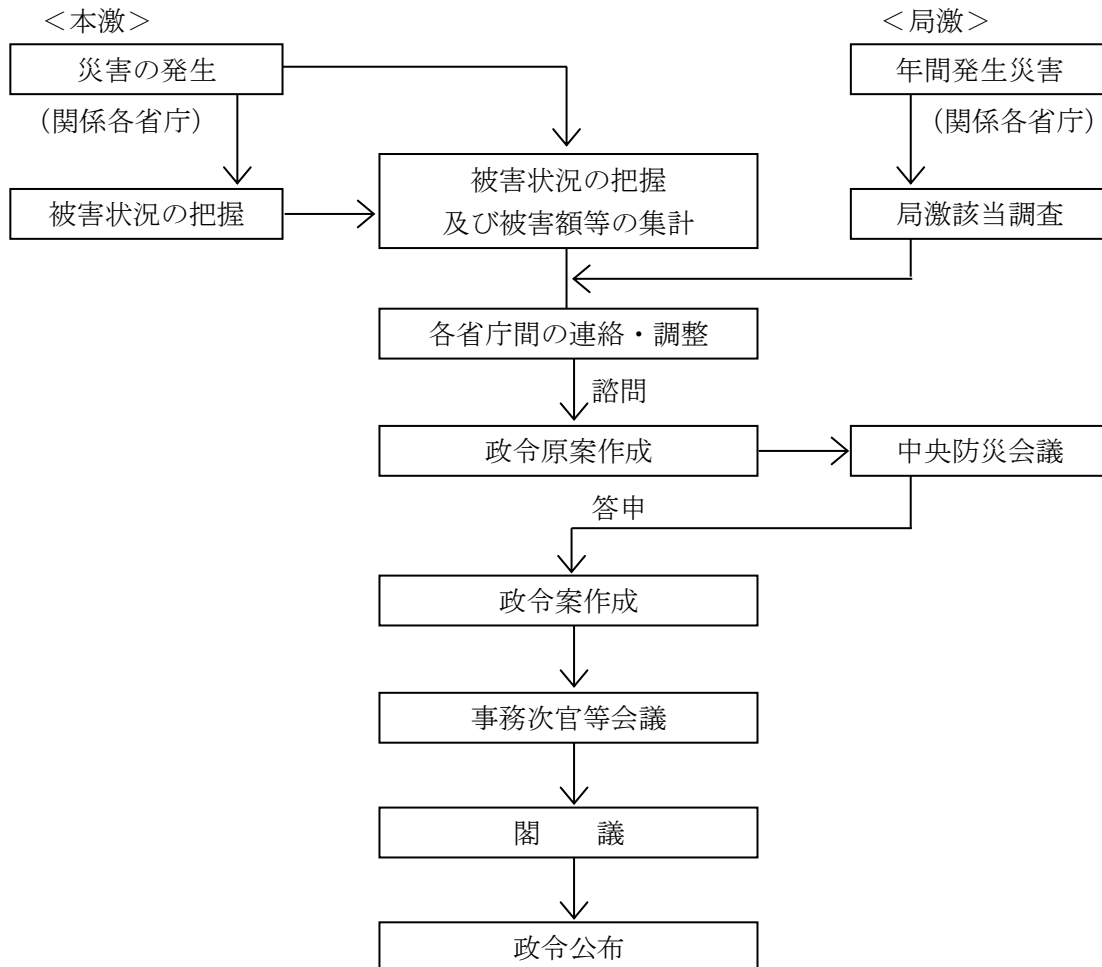 ＜本激＞
＜局激＞
災害の発生
年間発生災害
（関係各省庁）
（関係各省庁）
被害状況の把握
被害状況の把握
及び被害額等の集計
局激該当調査
各省庁間の連絡・調整
諮問
政令原案作成
中央防災会議
答申
政令案作成
事務次官等会議
閣　　議
政令公布